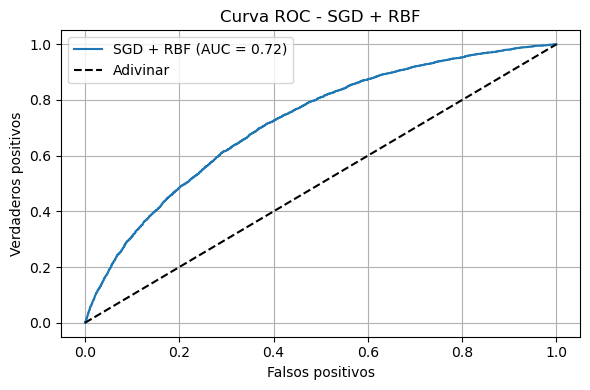 Curva ROC - SGD + RBF
SGD + RBF (AUC = 0.72)
Adivinar
Verdaderos positivos
1.0
0.8
0.6
0.4
0.2
0.0
0.0 0.2 0.4 0.6 0.8 1.0
Falsos positivos